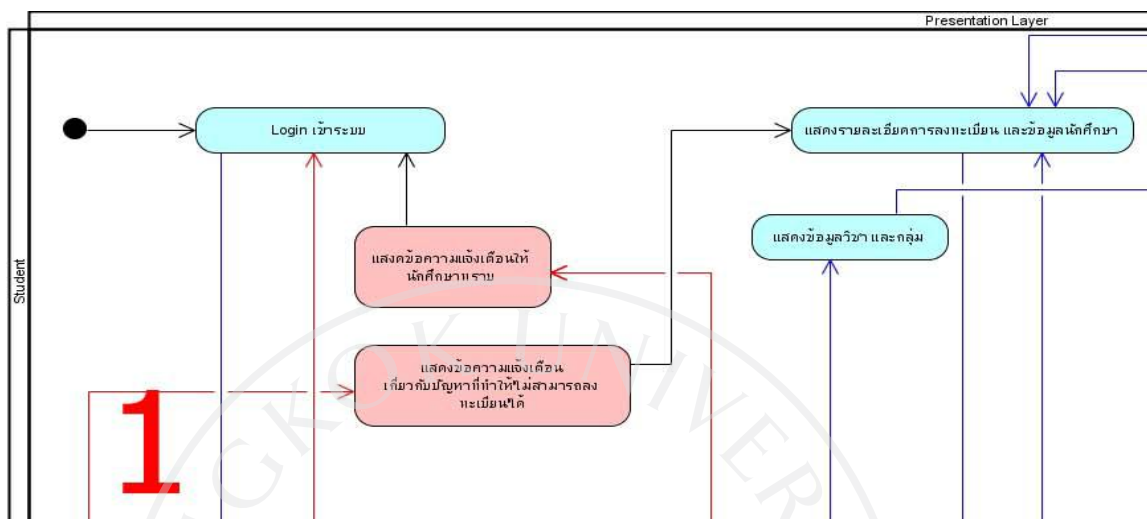 Presentation Layer
Student
Login เข้าระบบ
แสดงรายละเอียดการลงทะเบียน และข้อมูลนักศึกษา
แสดงข้อมูลวิชา และกลุ่ม
แสงดข้อความแจ้งเตือนให้
นักศึกษาทราบ
แสดงข้อความแจ้งเตือน
เกี่ยวกับปัญหาที่ทำให้ไม่สามารถลง
ทะเบียนได้
1
GKOK UNIVER